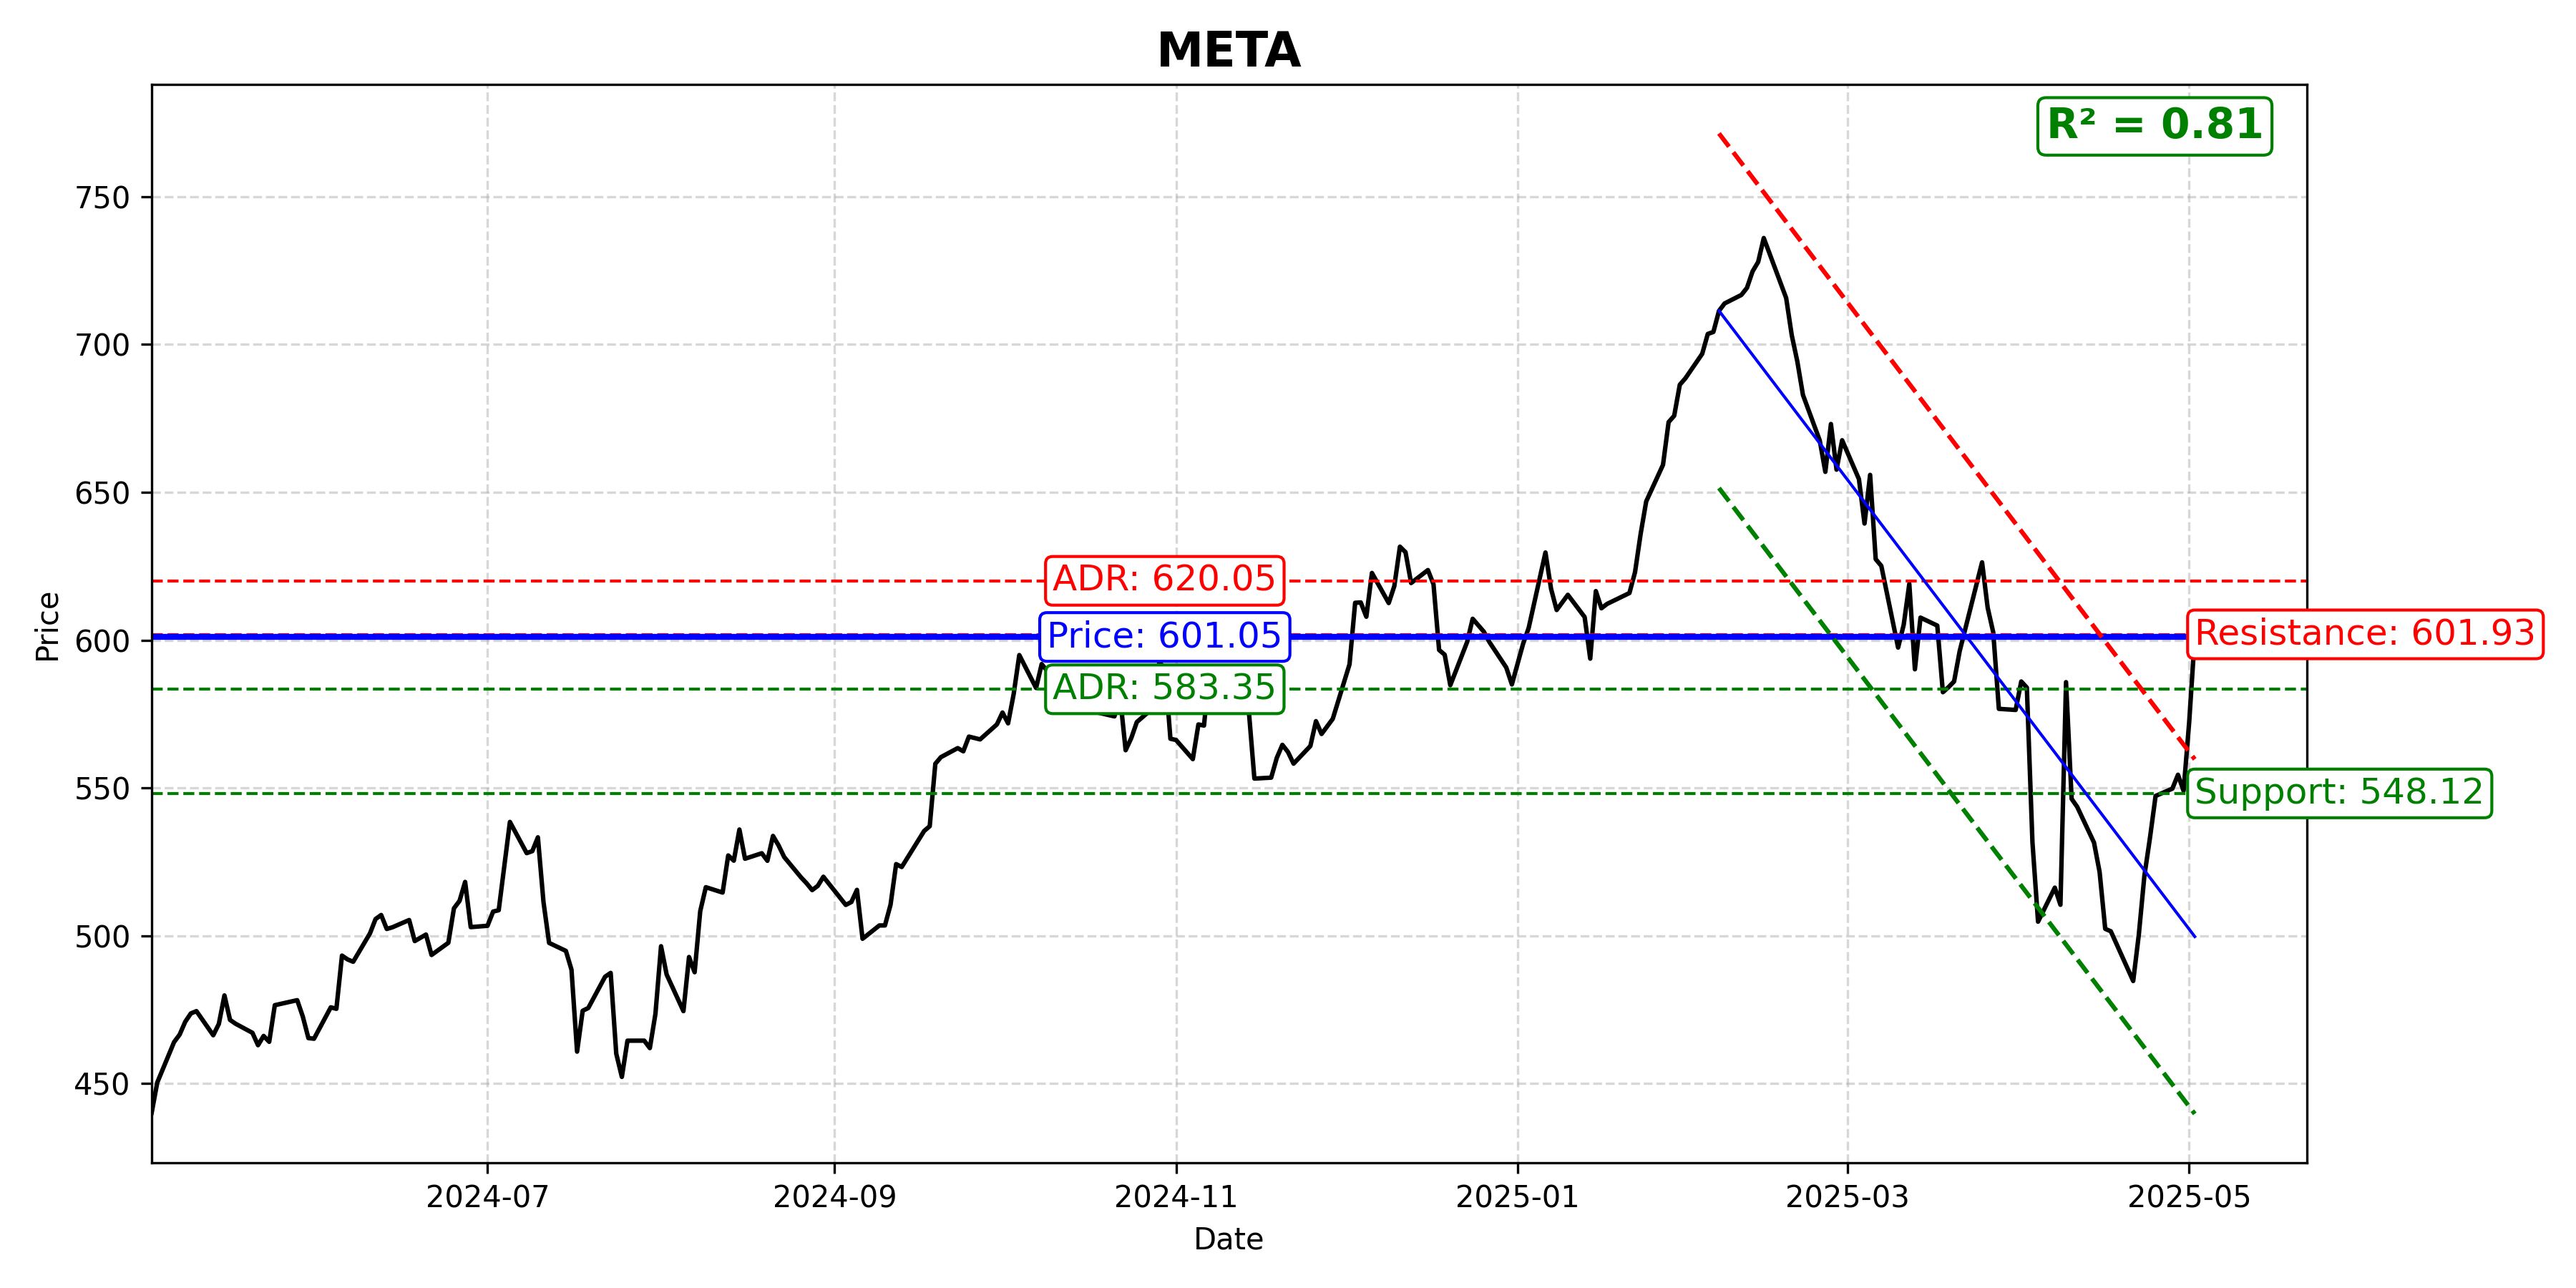 META
R² = 0.81
750
700
650
600
550
500
450
Price
ADR: 620.05
Price: 601.05
ADR: 583.35
Resistance: 601.93
Support: 548.12
2024-07
2024-09
2024-11
2025-01
2025-03
2025-05
Date